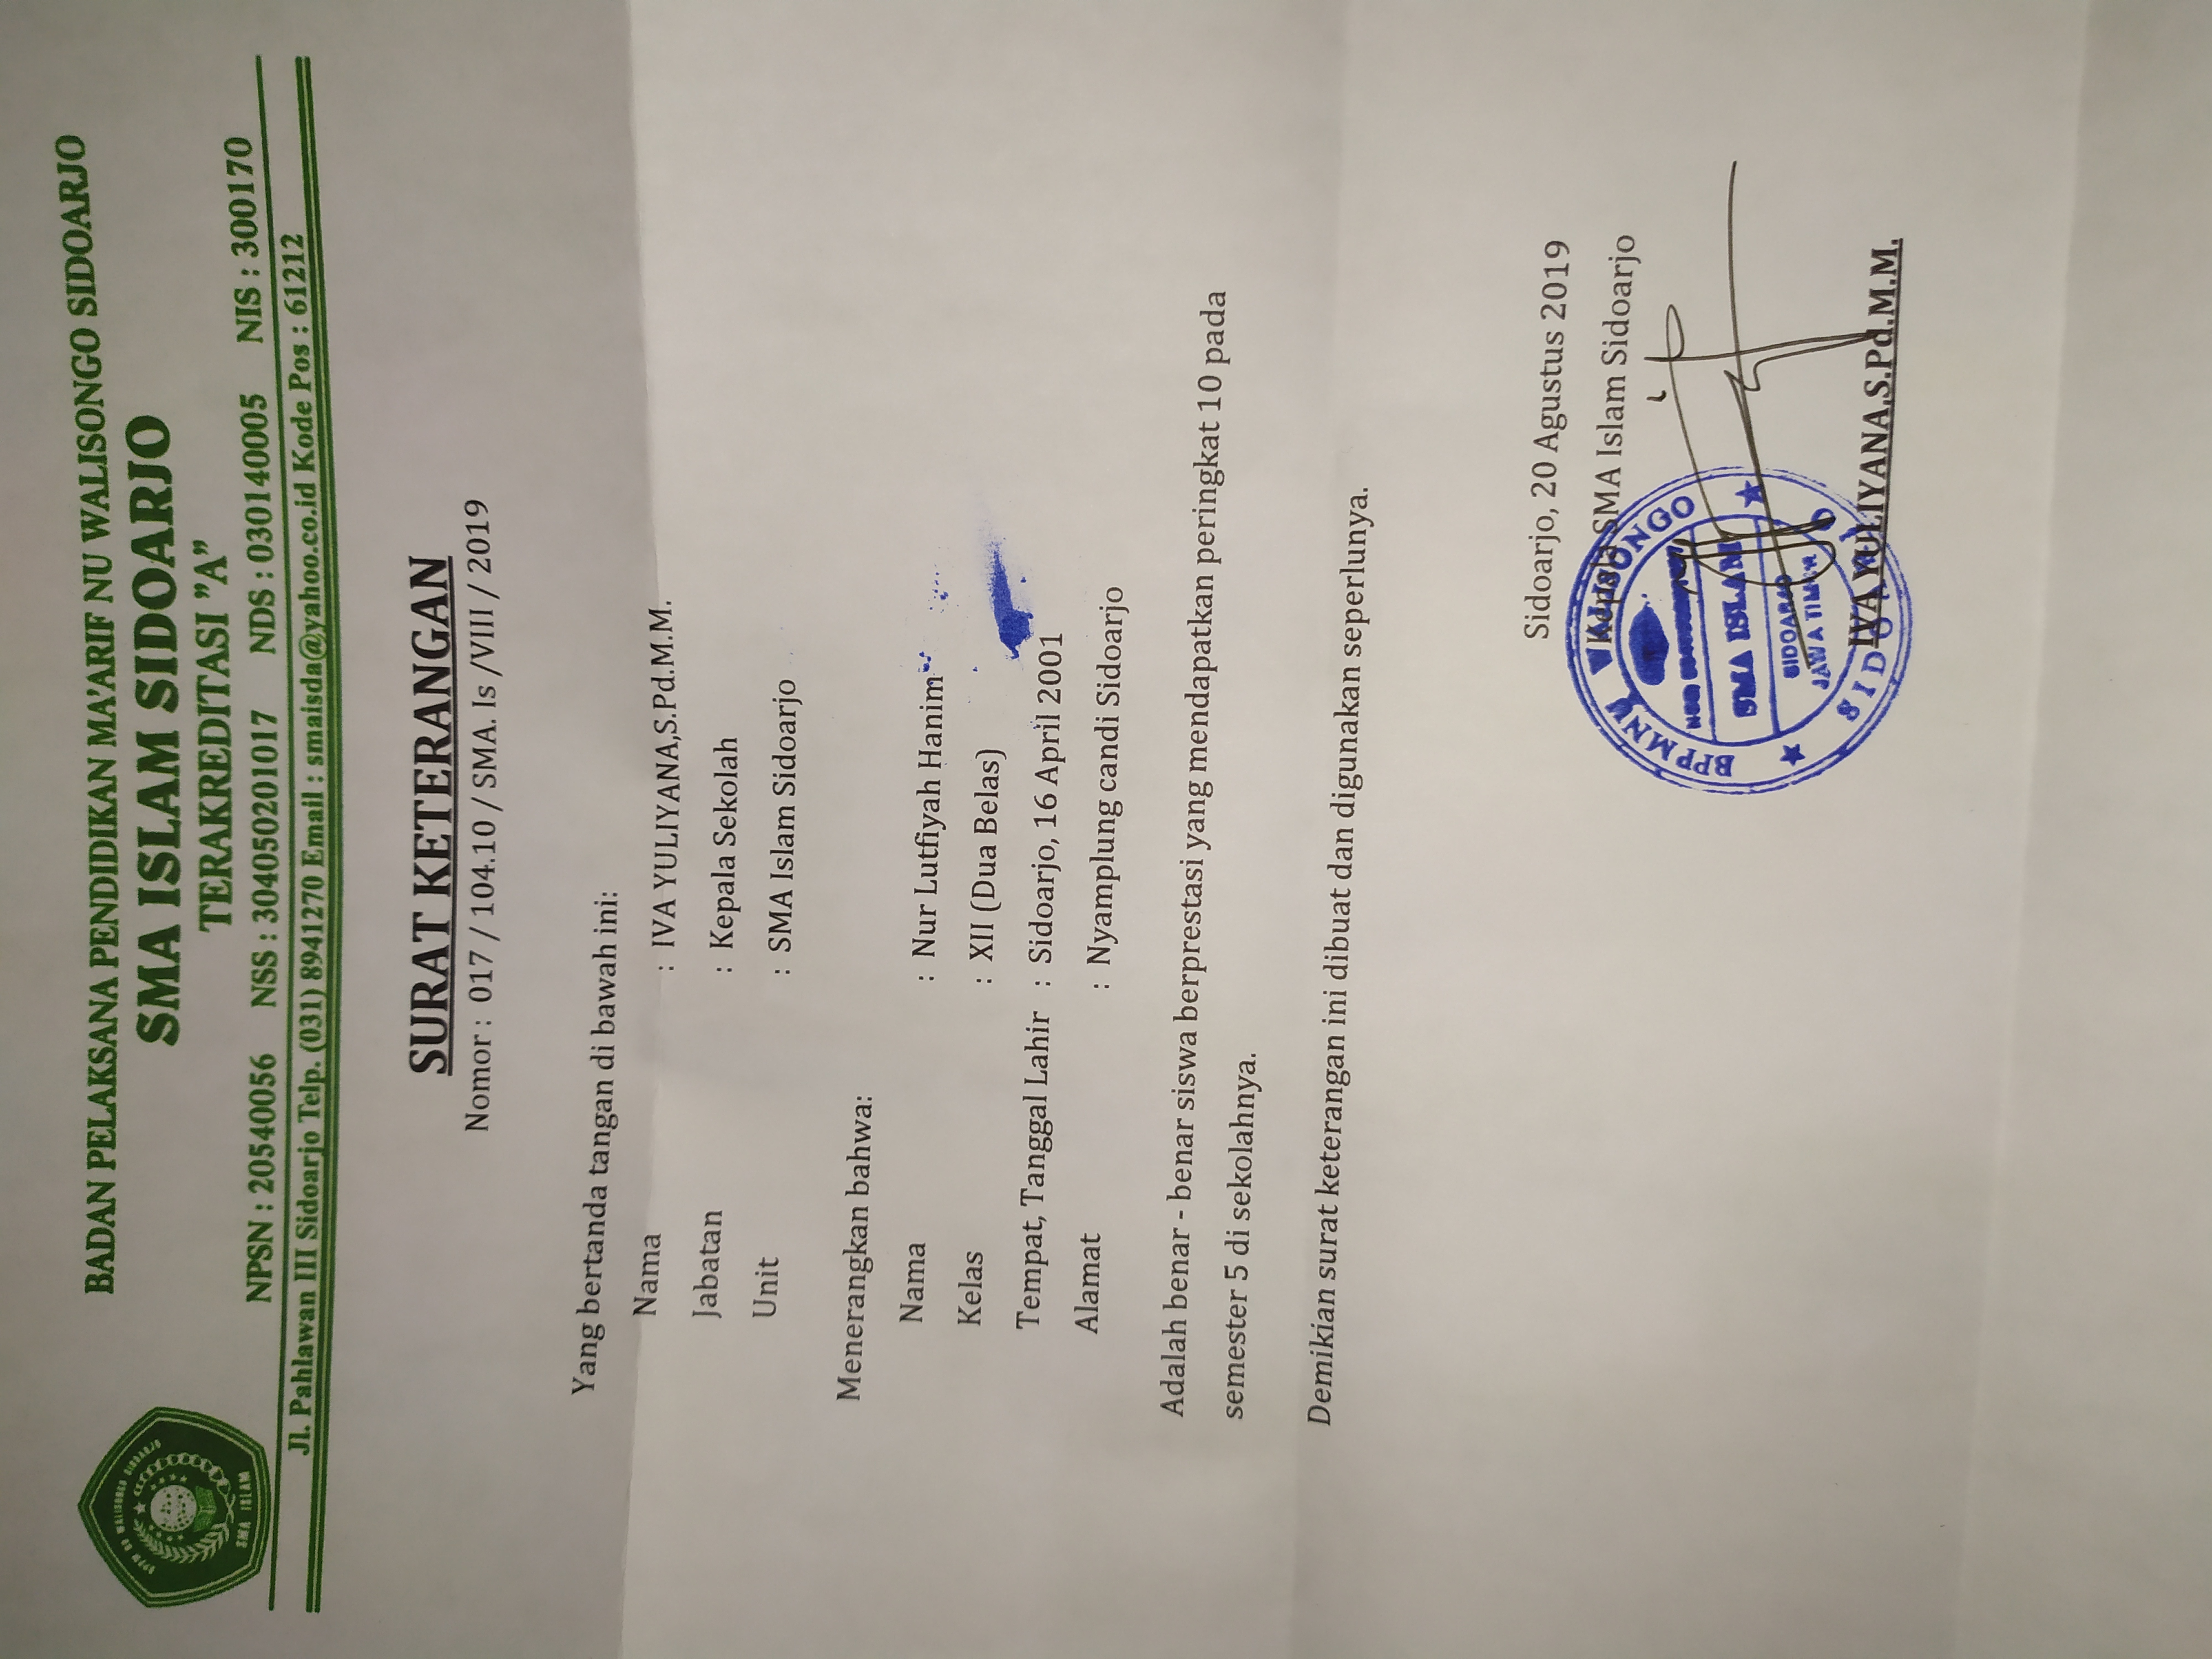 BPPM NU WALISONGO SIDOARJO
SMA ISLAM
BADAN PELAKSANA PENDIDIKAN MA'ARIF NU WALISONGO SIDOARJO
SMA ISLAM SIDOARJO
TERAKREDITASI "A"
NPSN : 20540056 NSS : 304050201017 NDS : 030140005 NIS : 300170
Jl. Pahlawan III Sidoarjo Telp. (031) 8941270 Email : smaisda@yahoo.co.id Kode Pos : 61212
SURAT KETERANGAN
Nomor : 017 / 104.10 / SMA. Is /VIII / 2019
Yang bertanda tangan di bawah ini:
Nama : IVA YULIYANA,S.Pd.M.M.
Jabatan : Kepala Sekolah
Unit : SMA Islam Sidoarjo
Menerangkan bahwa:
Nama : Nur Lutfiyah Hanim
Kelas : XII (Dua Belas)
Tempat, Tanggal Lahir : Sidoarjo, 16 April 2001
Alamat : Nyamplung candi Sidoarjo
Adalah benar - benar siswa berprestasi yang mendapatkan peringkat 10 pada
semester 5 di sekolahnya.
Demikian surat keterangan ini dibuat dan digunakan seperlunya.
Sidoarjo, 20 Agustus 2019
Kepala SMA Islam Sidoarjo
BPPMNU WALISONGO
SMA ISLAM
SIDOARJO
JAWA TIMUR
SIDOARJO
IVA YULIYANA,S.Pd.M.M.